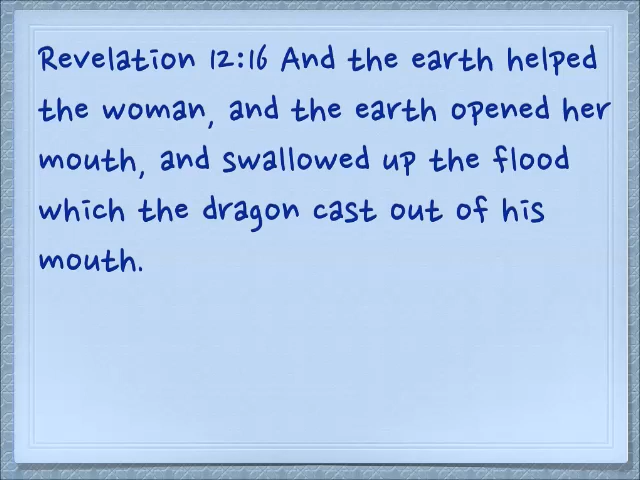 Revelation 12:16 And the earth helped
the woman, and the earth opened her
mouth, and swallowed up the flood
which the dragon cast out of his
mouth.